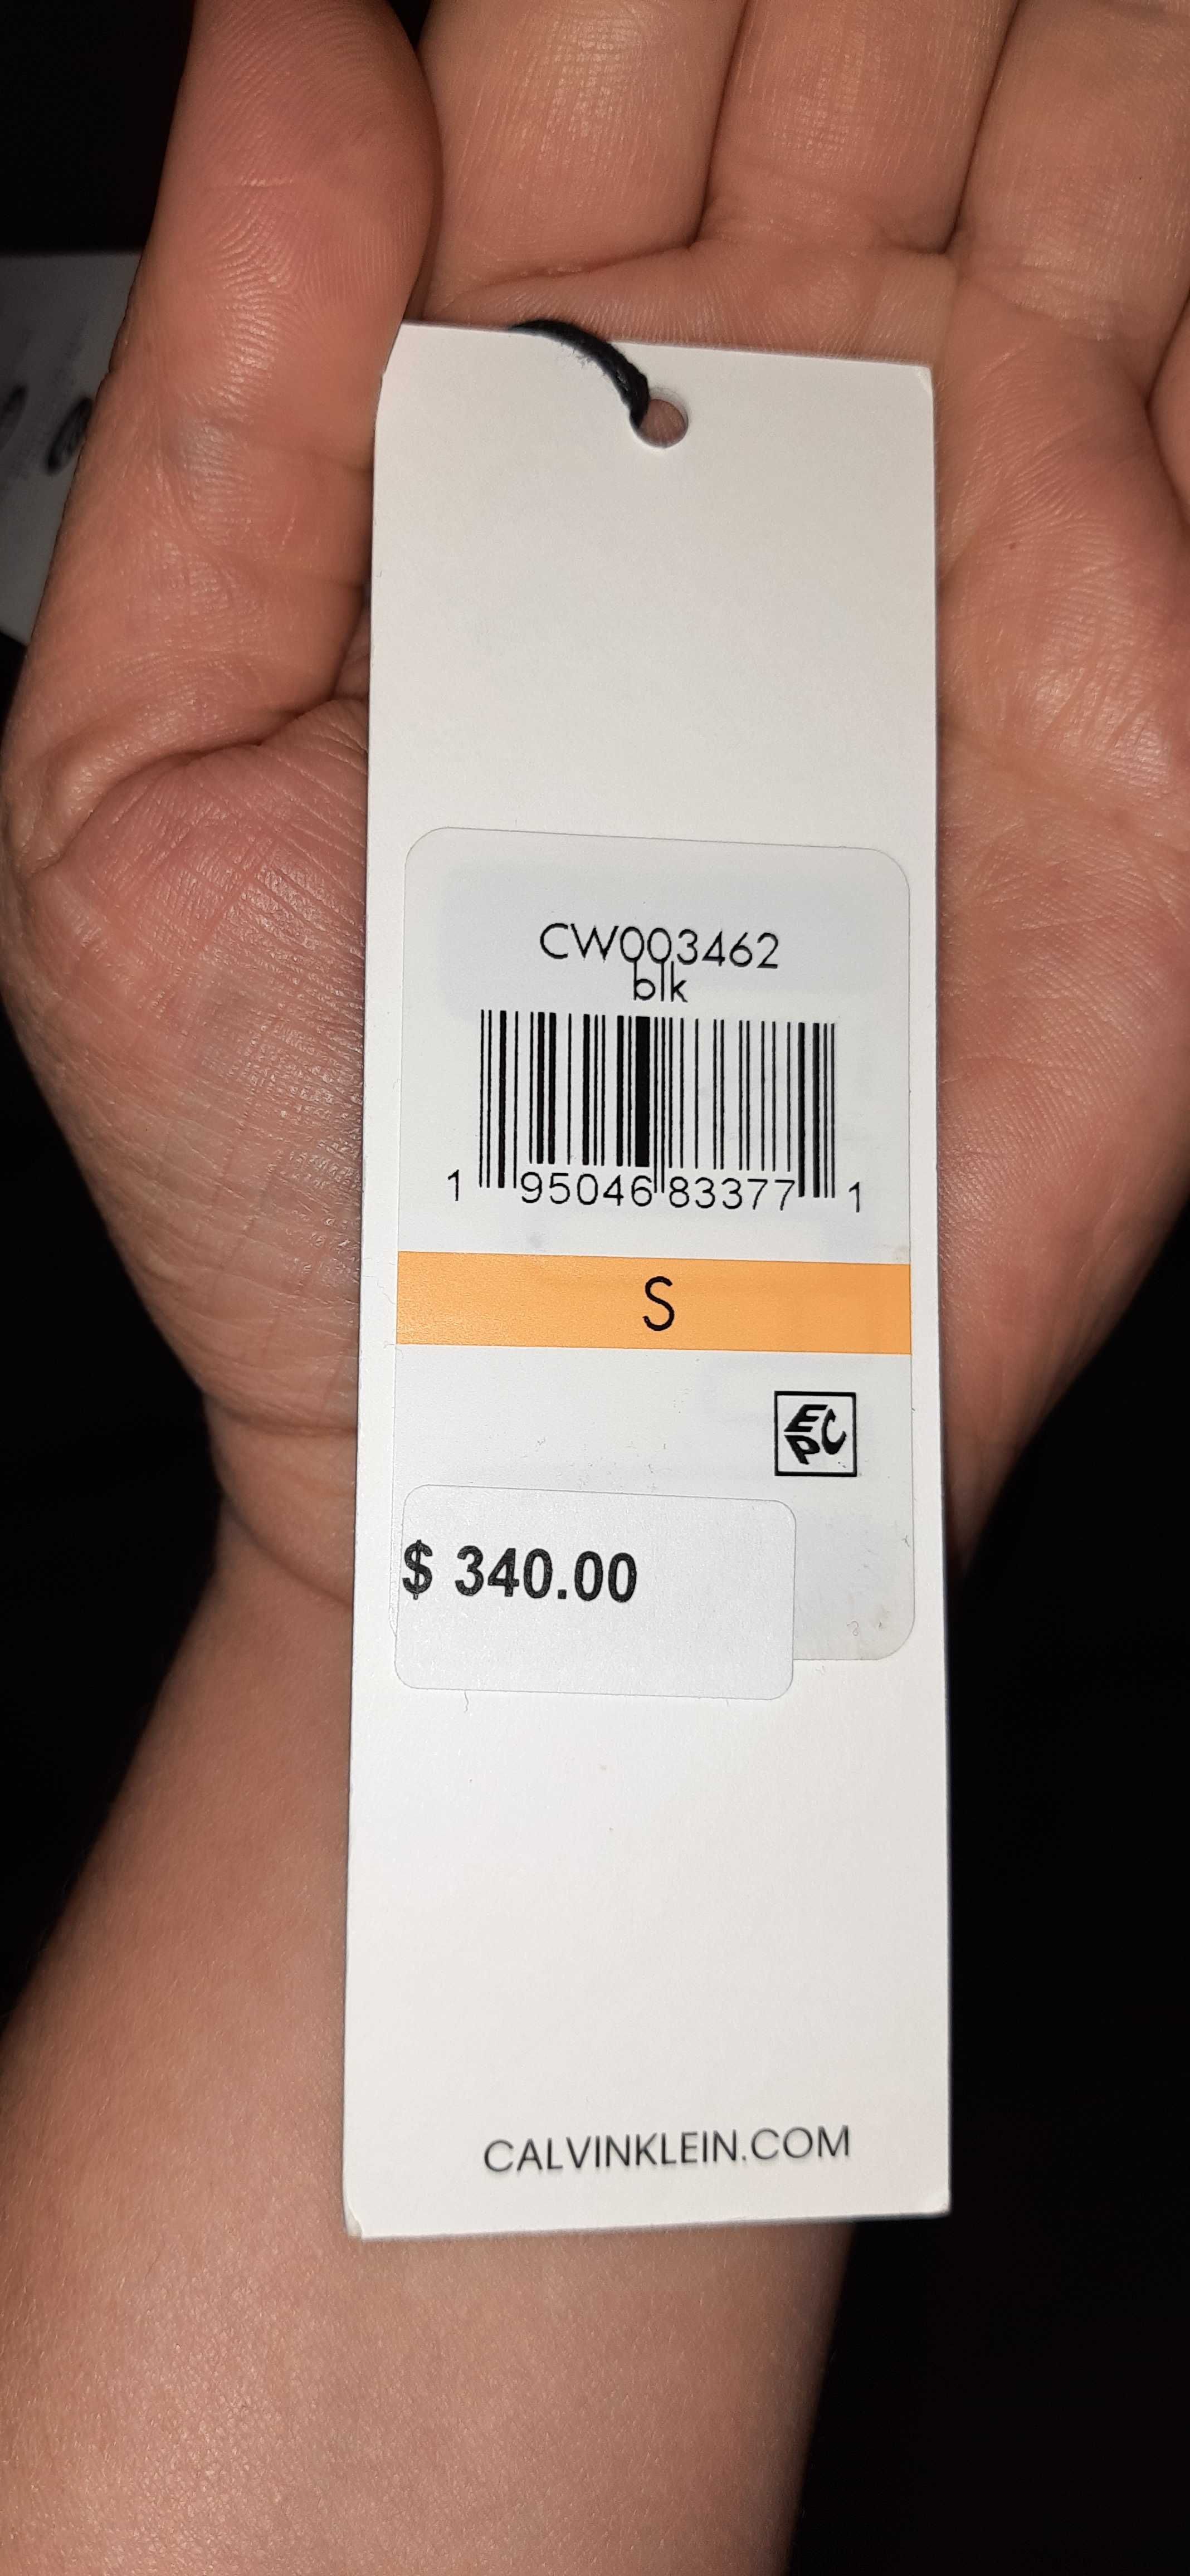 CW003462
blk
1 95046 83377 1
S
EPC
$ 340.00
CALVINKLEIN.COM